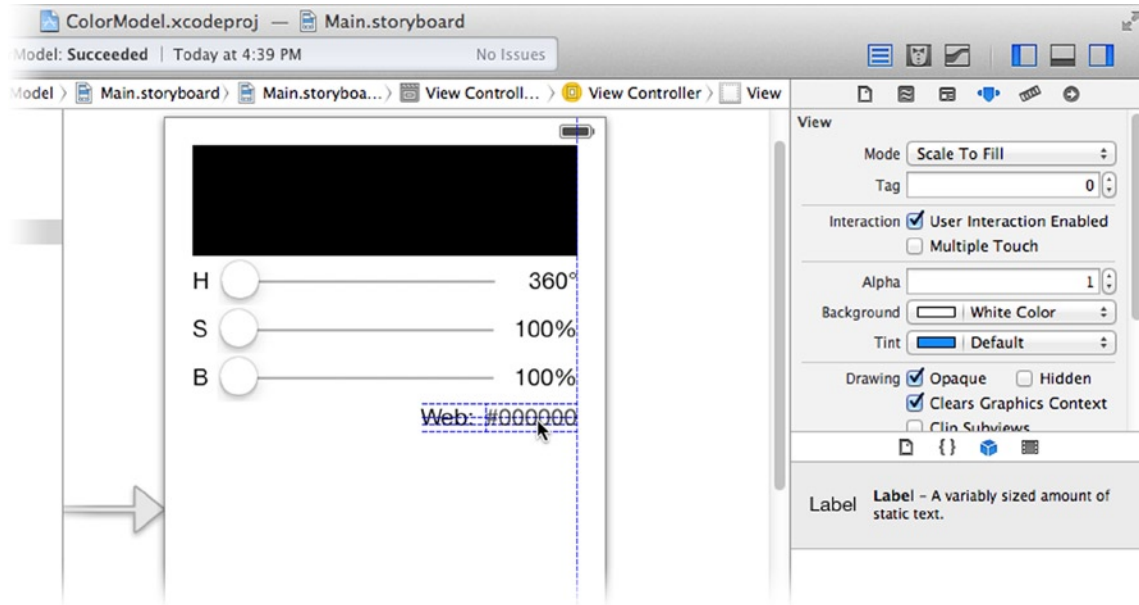 ColorModel.xcodeproj — Main.storyboard
Model: Succeeded | Today at 4:39 PM No Issues
Model Main.storyboard Main.storyboa... View Controll... View Controller View
View
Mode Scale To Fill
Tag 0
Interaction User Interaction Enabled
Multiple Touch
H 360°
Alpha 1
Background White Color
S 100%
Tint Default
B 100%
Drawing Opaque Hidden
Clears Graphics Context
Web: #000000
Clip Subviews
{}
Label Label – A variably sized amount of
static text.